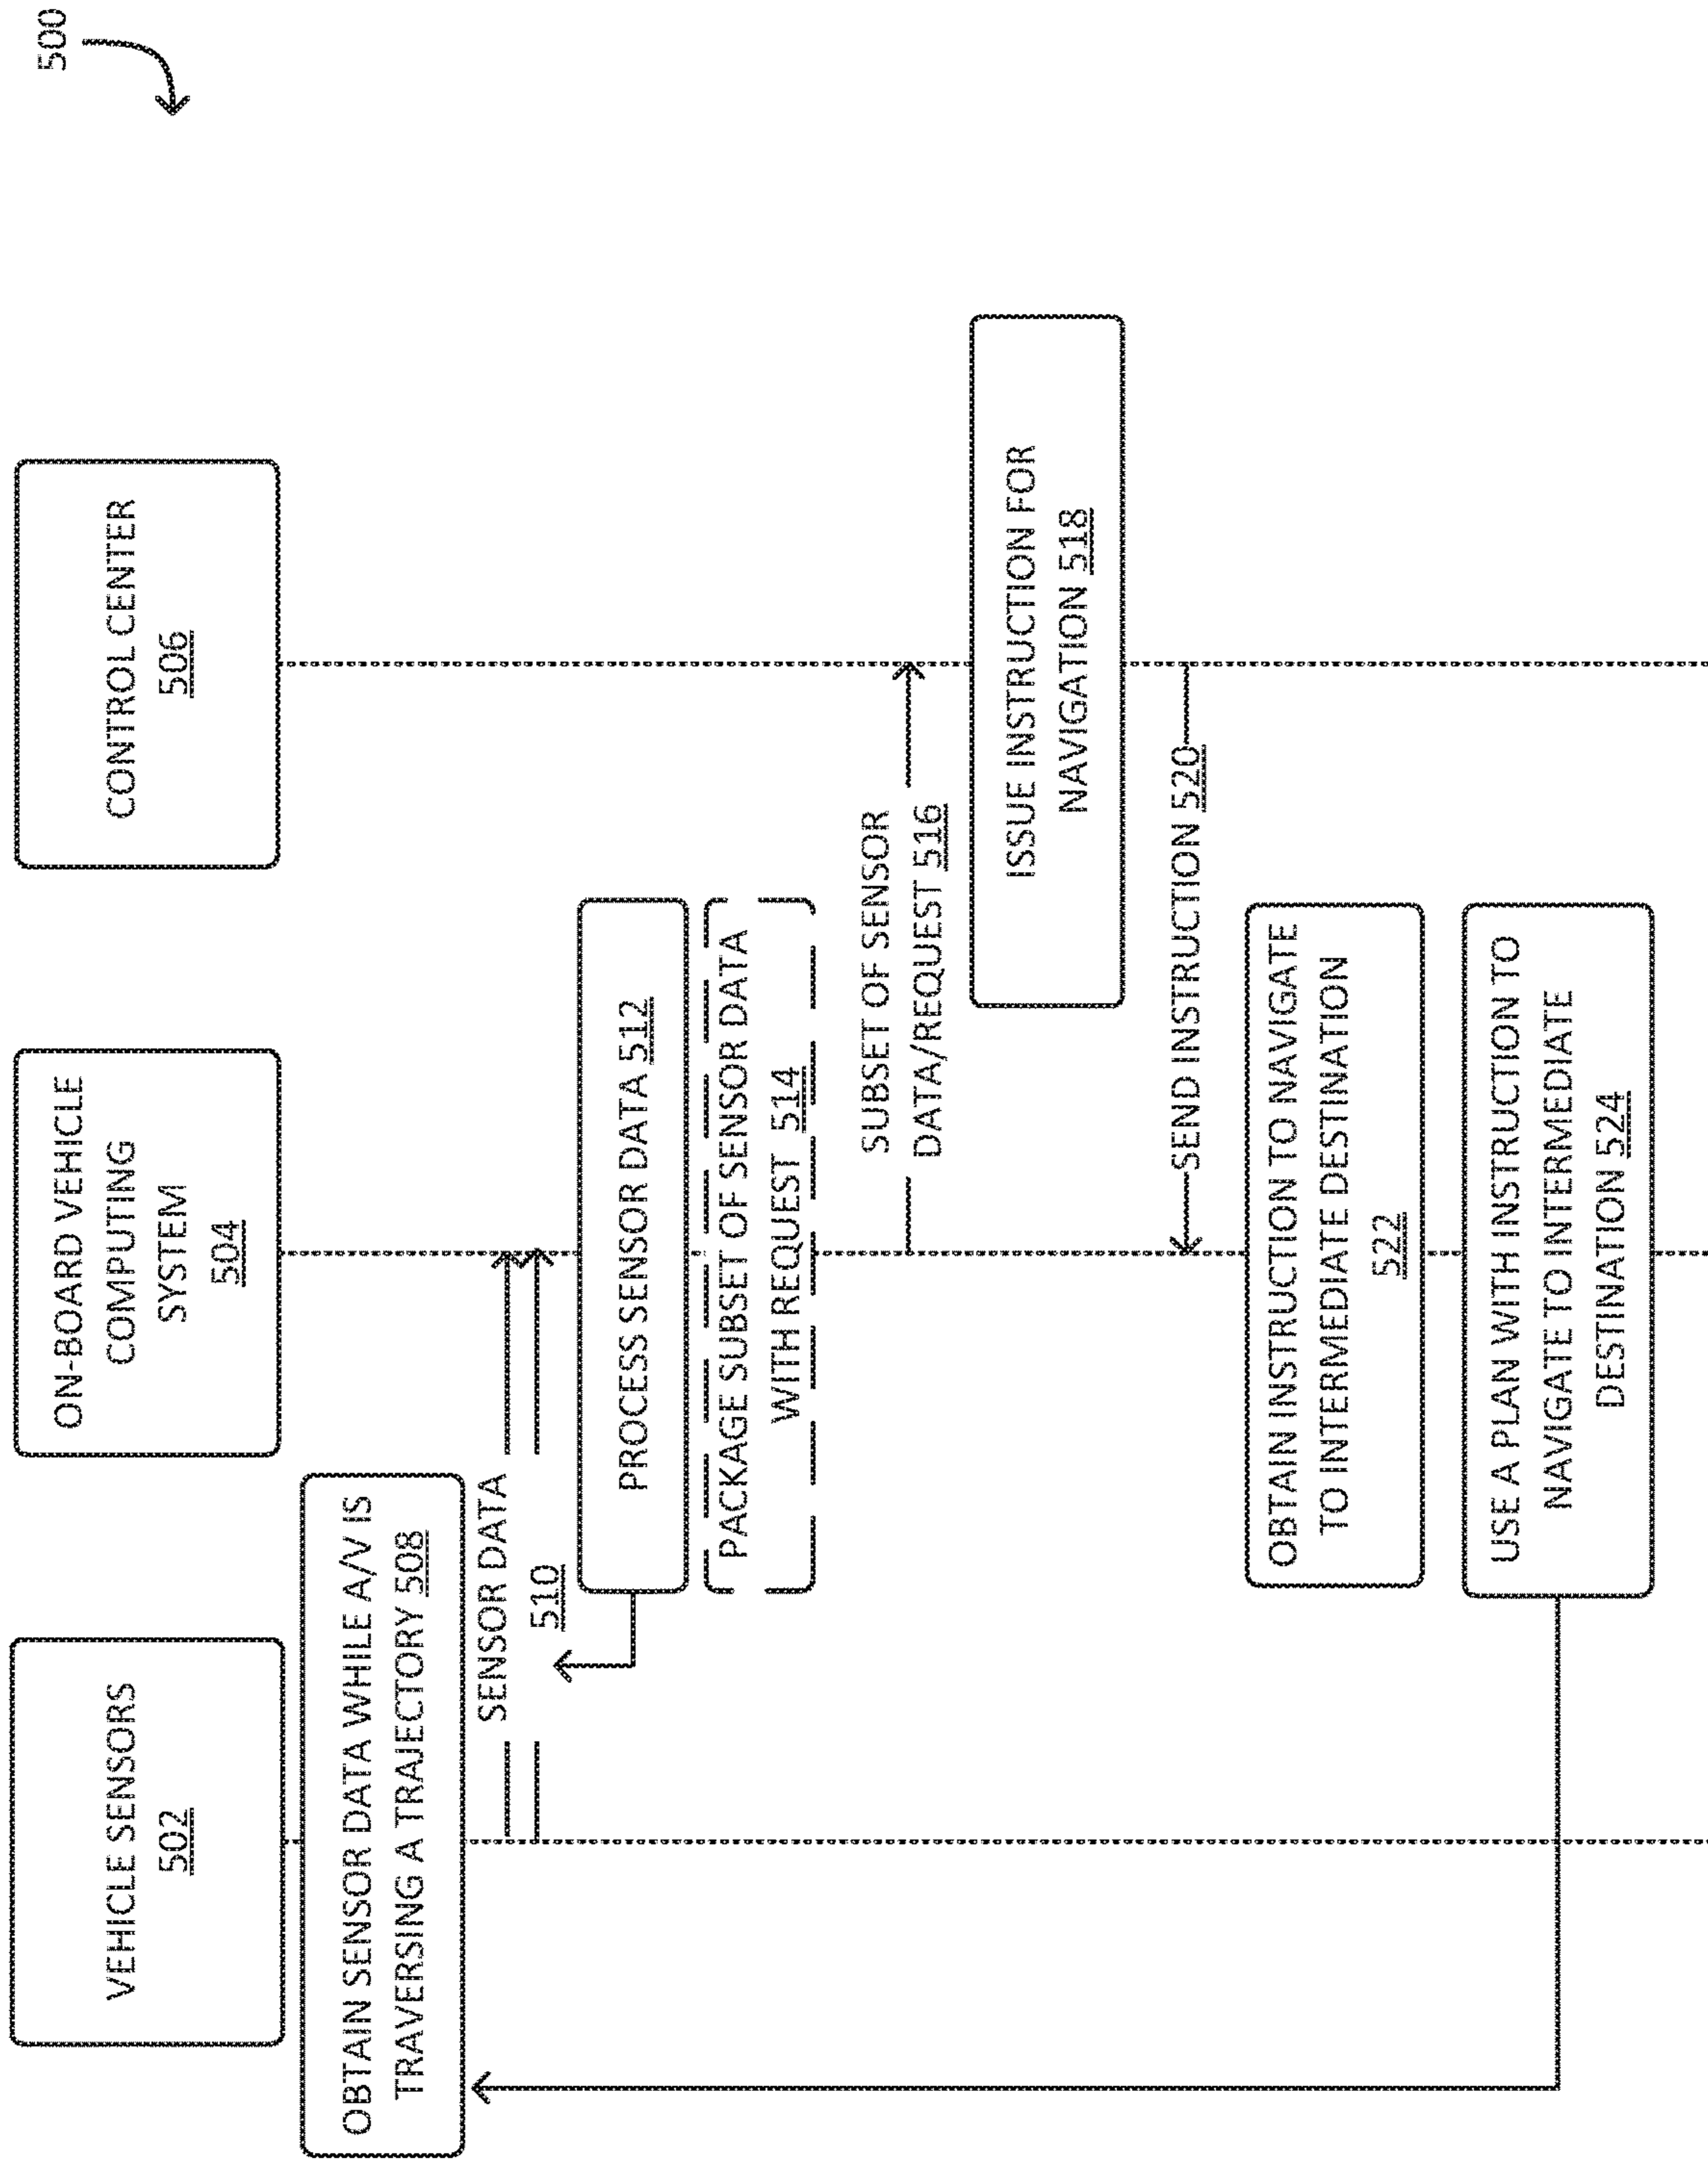 500
VEHICLE SENSORS
502
ON-BOARD VEHICLE
COMPUTING
SYSTEM
504
CONTROL CENTER
506
OBTAIN SENSOR DATA WHILE A/V IS
TRAVERSING A TRAJECTORY 508
SENSOR DATA
510
PROCESS SENSOR DATA 512
PACKAGE SUBSET OF SENSOR DATA
WITH REQUEST 514
SUBSET OF SENSOR
DATA/REQUEST 516
ISSUE INSTRUCTION FOR
NAVIGATION 518
SEND INSTRUCTION 520
OBTAIN INSTRUCTION TO NAVIGATE
TO INTERMEDIATE DESTINATION
522
USE A PLAN WITH INSTRUCTION TO
NAVIGATE TO INTERMEDIATE
DESTINATION 524